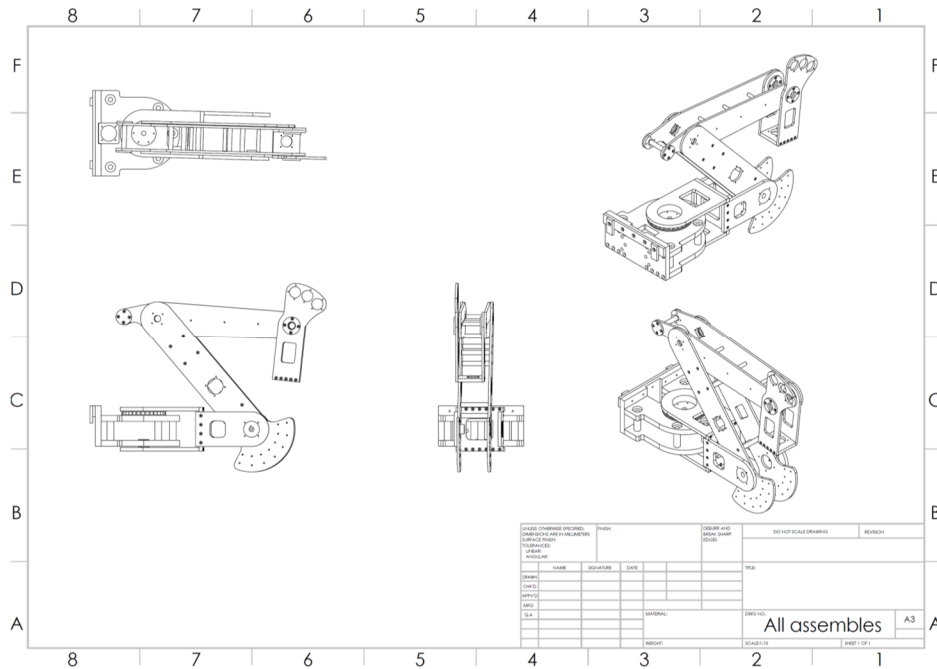 8 7 6 5 4 3 2 1
F F
E E
D D
C C
B B
A A
UNLESS OTHERWISE SPECIFIED:
DIMENSIONS ARE IN MILLIMETERS
SURFACE FINISH:
TOLERANCES:
LINEAR:
ANGULAR:
FINISH:
DEBURR AND
BREAK SHARP
EDGES
DO NOT SCALE DRAWING
REVISION
NAME SIGNATURE DATE
TITLE:
DRAWN
CHK'D
APPV'D
MFG
Q.A
MATERIAL:
DWG NO.
All assembles
A3
WEIGHT:
SCALE:1:10
SHEET 1 OF 1
8 7 6 5 4 3 2 1